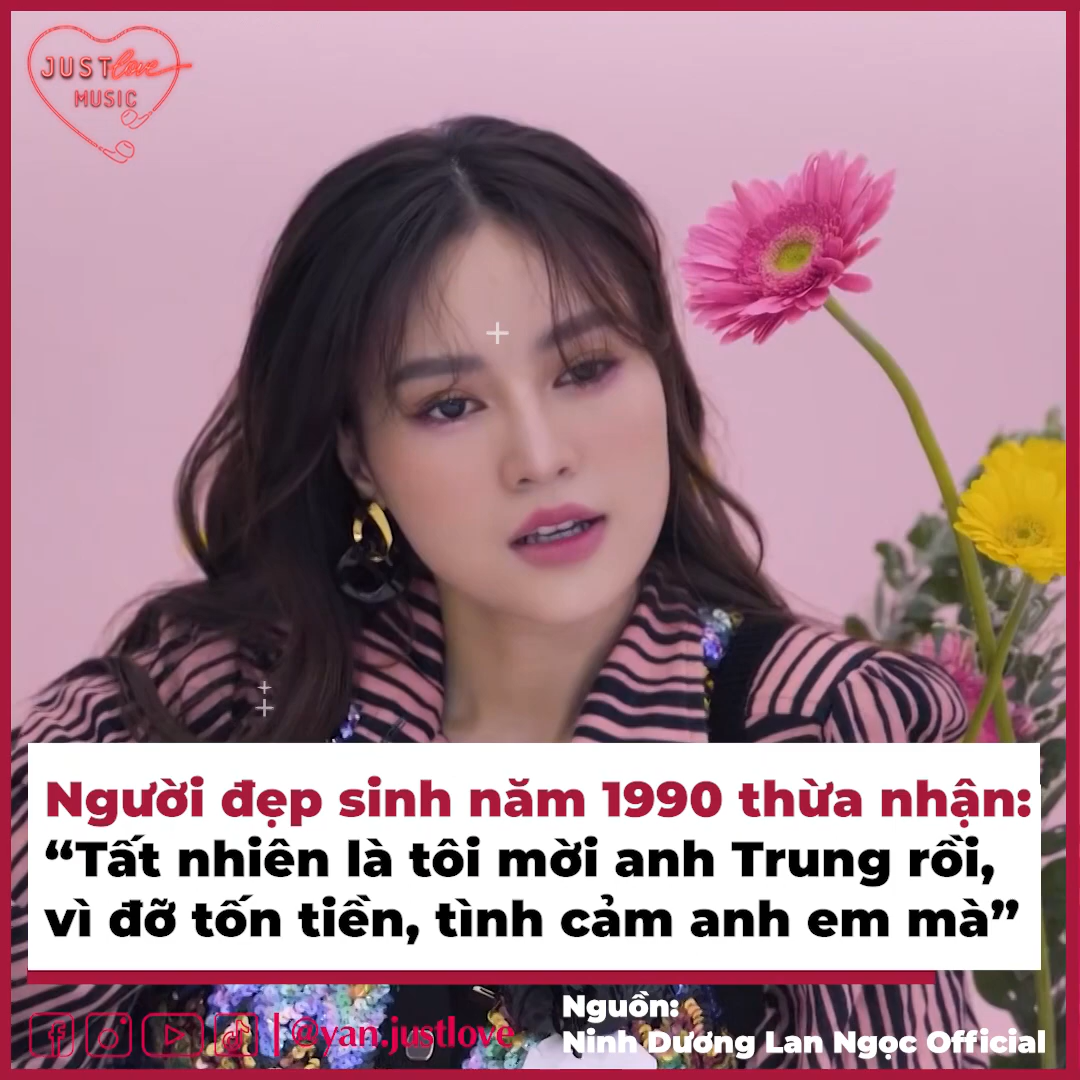 JUST love
MUSIC
Người đẹp sinh năm 1990 thừa nhận:
“Tất nhiên là tôi mời anh Trung rồi,
vì đỡ tốn tiền, tình cảm anh em mà”
| @yan.justlove
Nguồn:
Ninh Dương Lan Ngọc Official